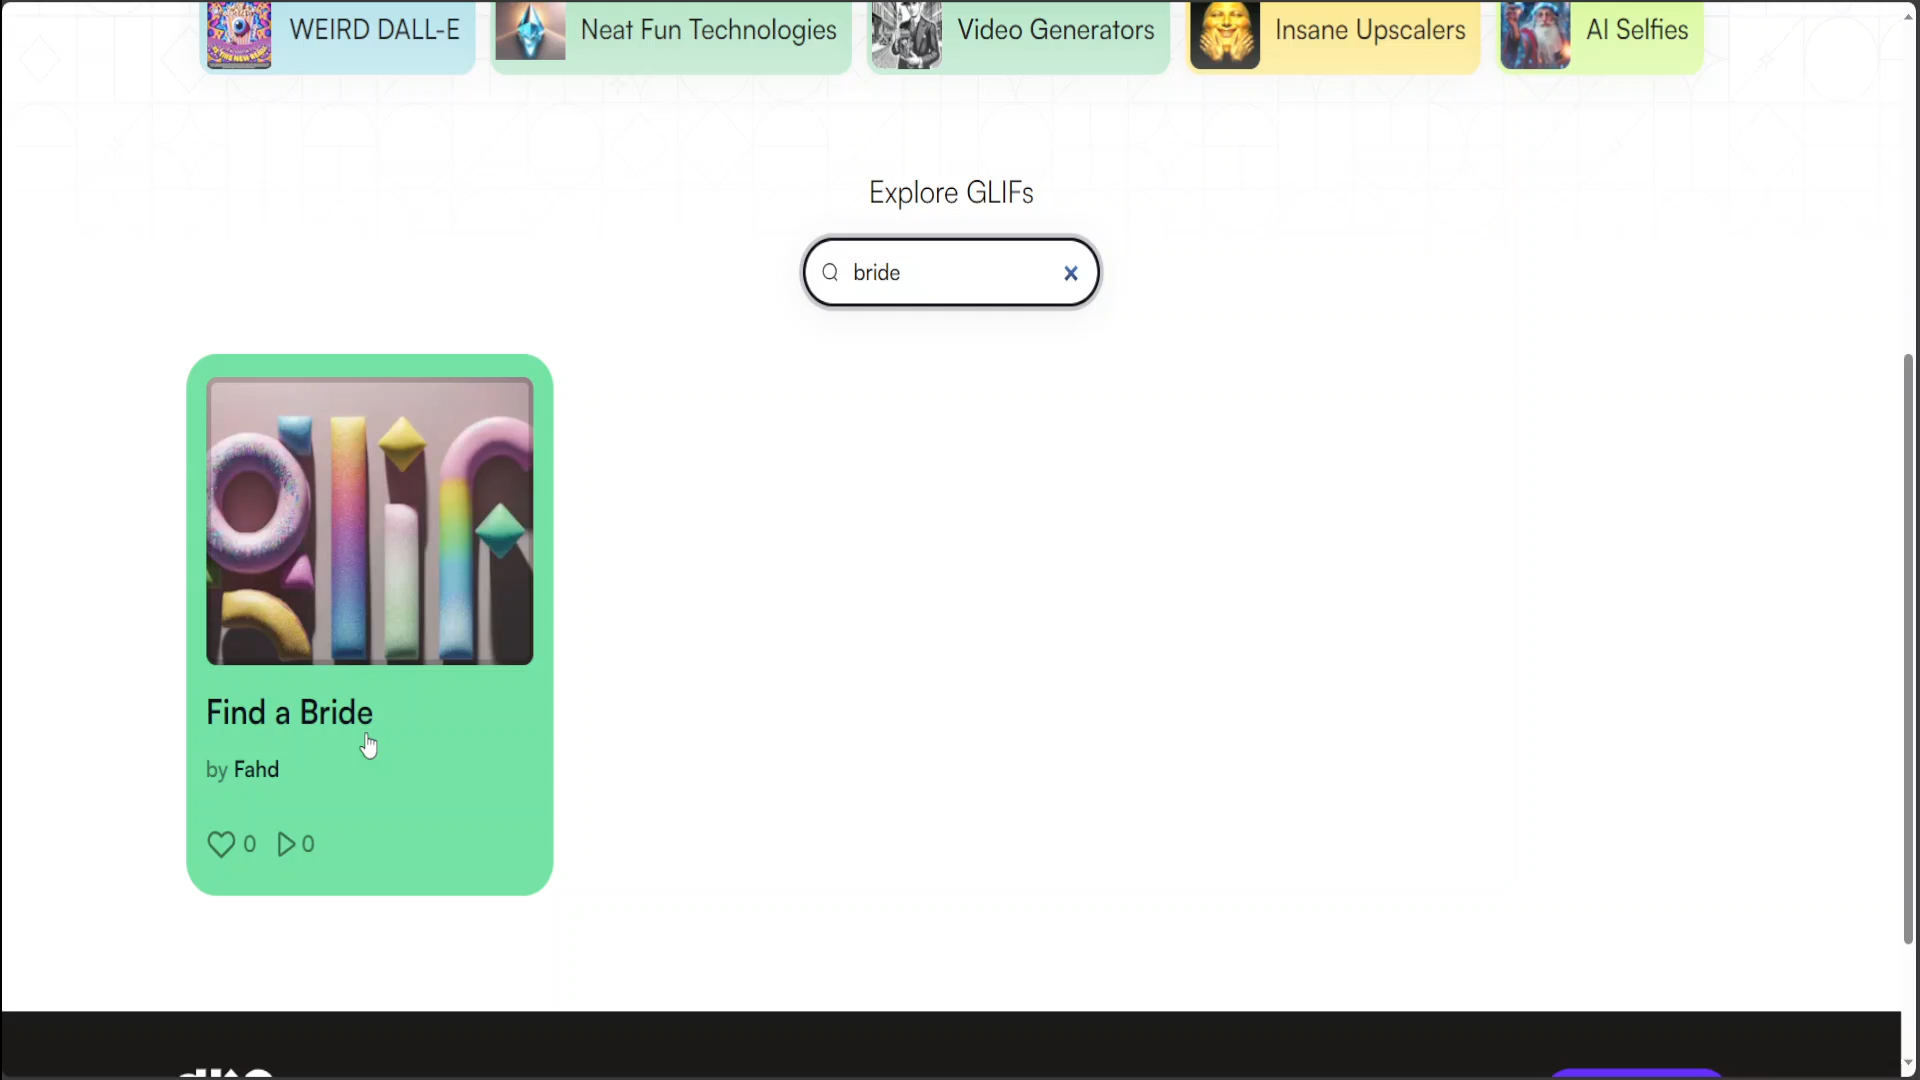 WEIRD DALL-E
Neat Fun Technologies
Video Generators
Insane Upscalers
AI Selfies
Explore GLIFs
bride
Find a Bride
by Fahd
0 0